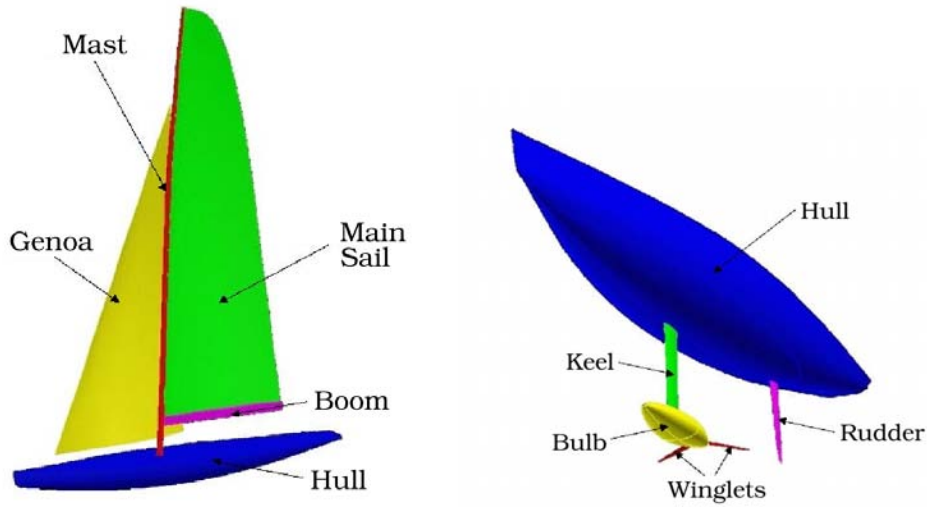 Mast
Genoa
Main
Sail
Boom
Hull
Hull
Keel
Bulb
Rudder
Winglets